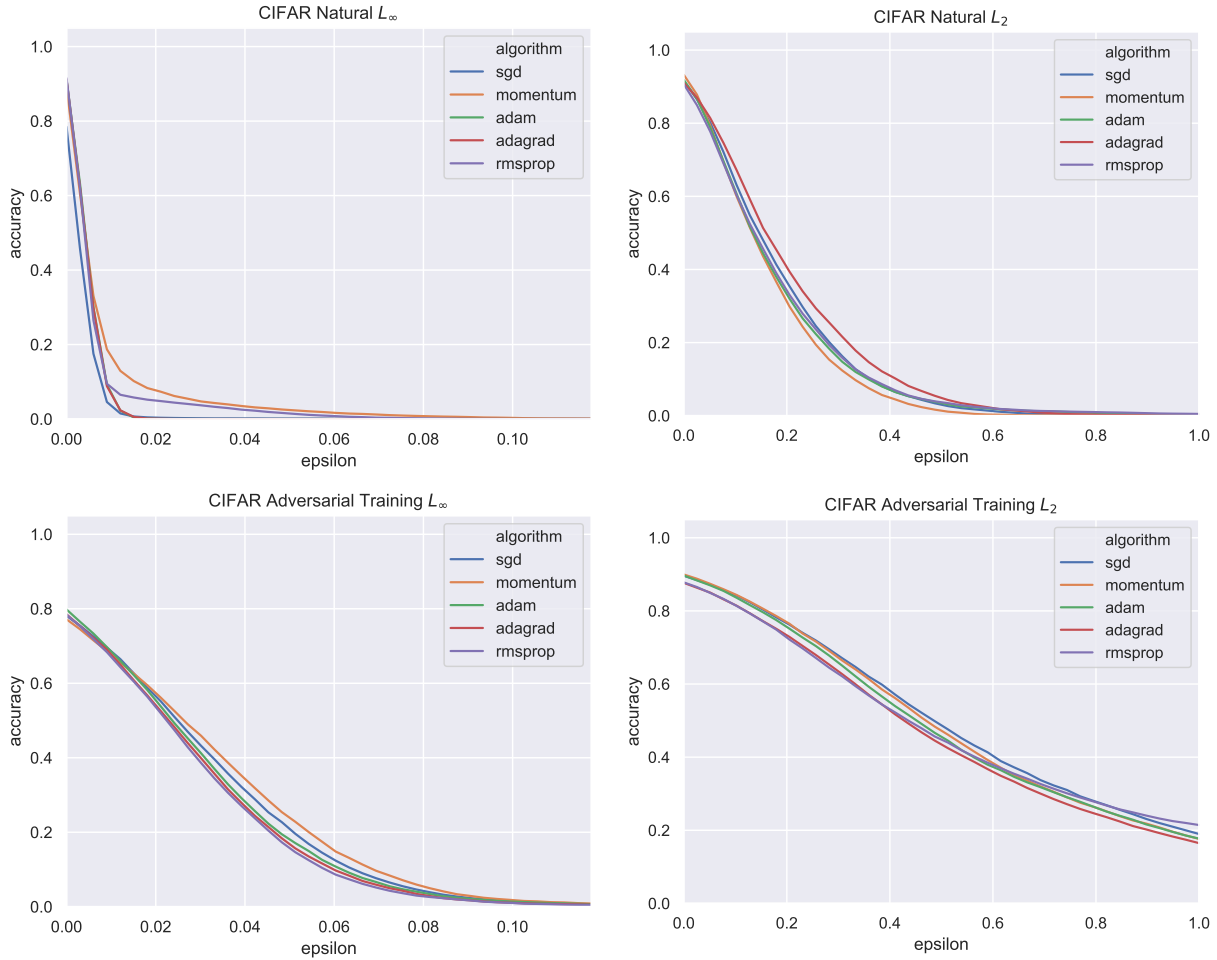 CIFAR Natural L∞
accuracy
1.0
0.8
0.6
0.4
0.2
0.0
0.00 0.02 0.04 0.06 0.08 0.10
epsilon
algorithm
sgd
momentum
adam
adagrad
rmsprop
CIFAR Natural L2
accuracy
1.0
0.8
0.6
0.4
0.2
0.0
0.0 0.2 0.4 0.6 0.8 1.0
epsilon
algorithm
sgd
momentum
adam
adagrad
rmsprop
CIFAR Adversarial Training L∞
accuracy
1.0
0.8
0.6
0.4
0.2
0.0
0.00 0.02 0.04 0.06 0.08 0.10
epsilon
algorithm
sgd
momentum
adam
adagrad
rmsprop
CIFAR Adversarial Training L2
accuracy
1.0
0.8
0.6
0.4
0.2
0.0
0.0 0.2 0.4 0.6 0.8 1.0
epsilon
algorithm
sgd
momentum
adam
adagrad
rmsprop